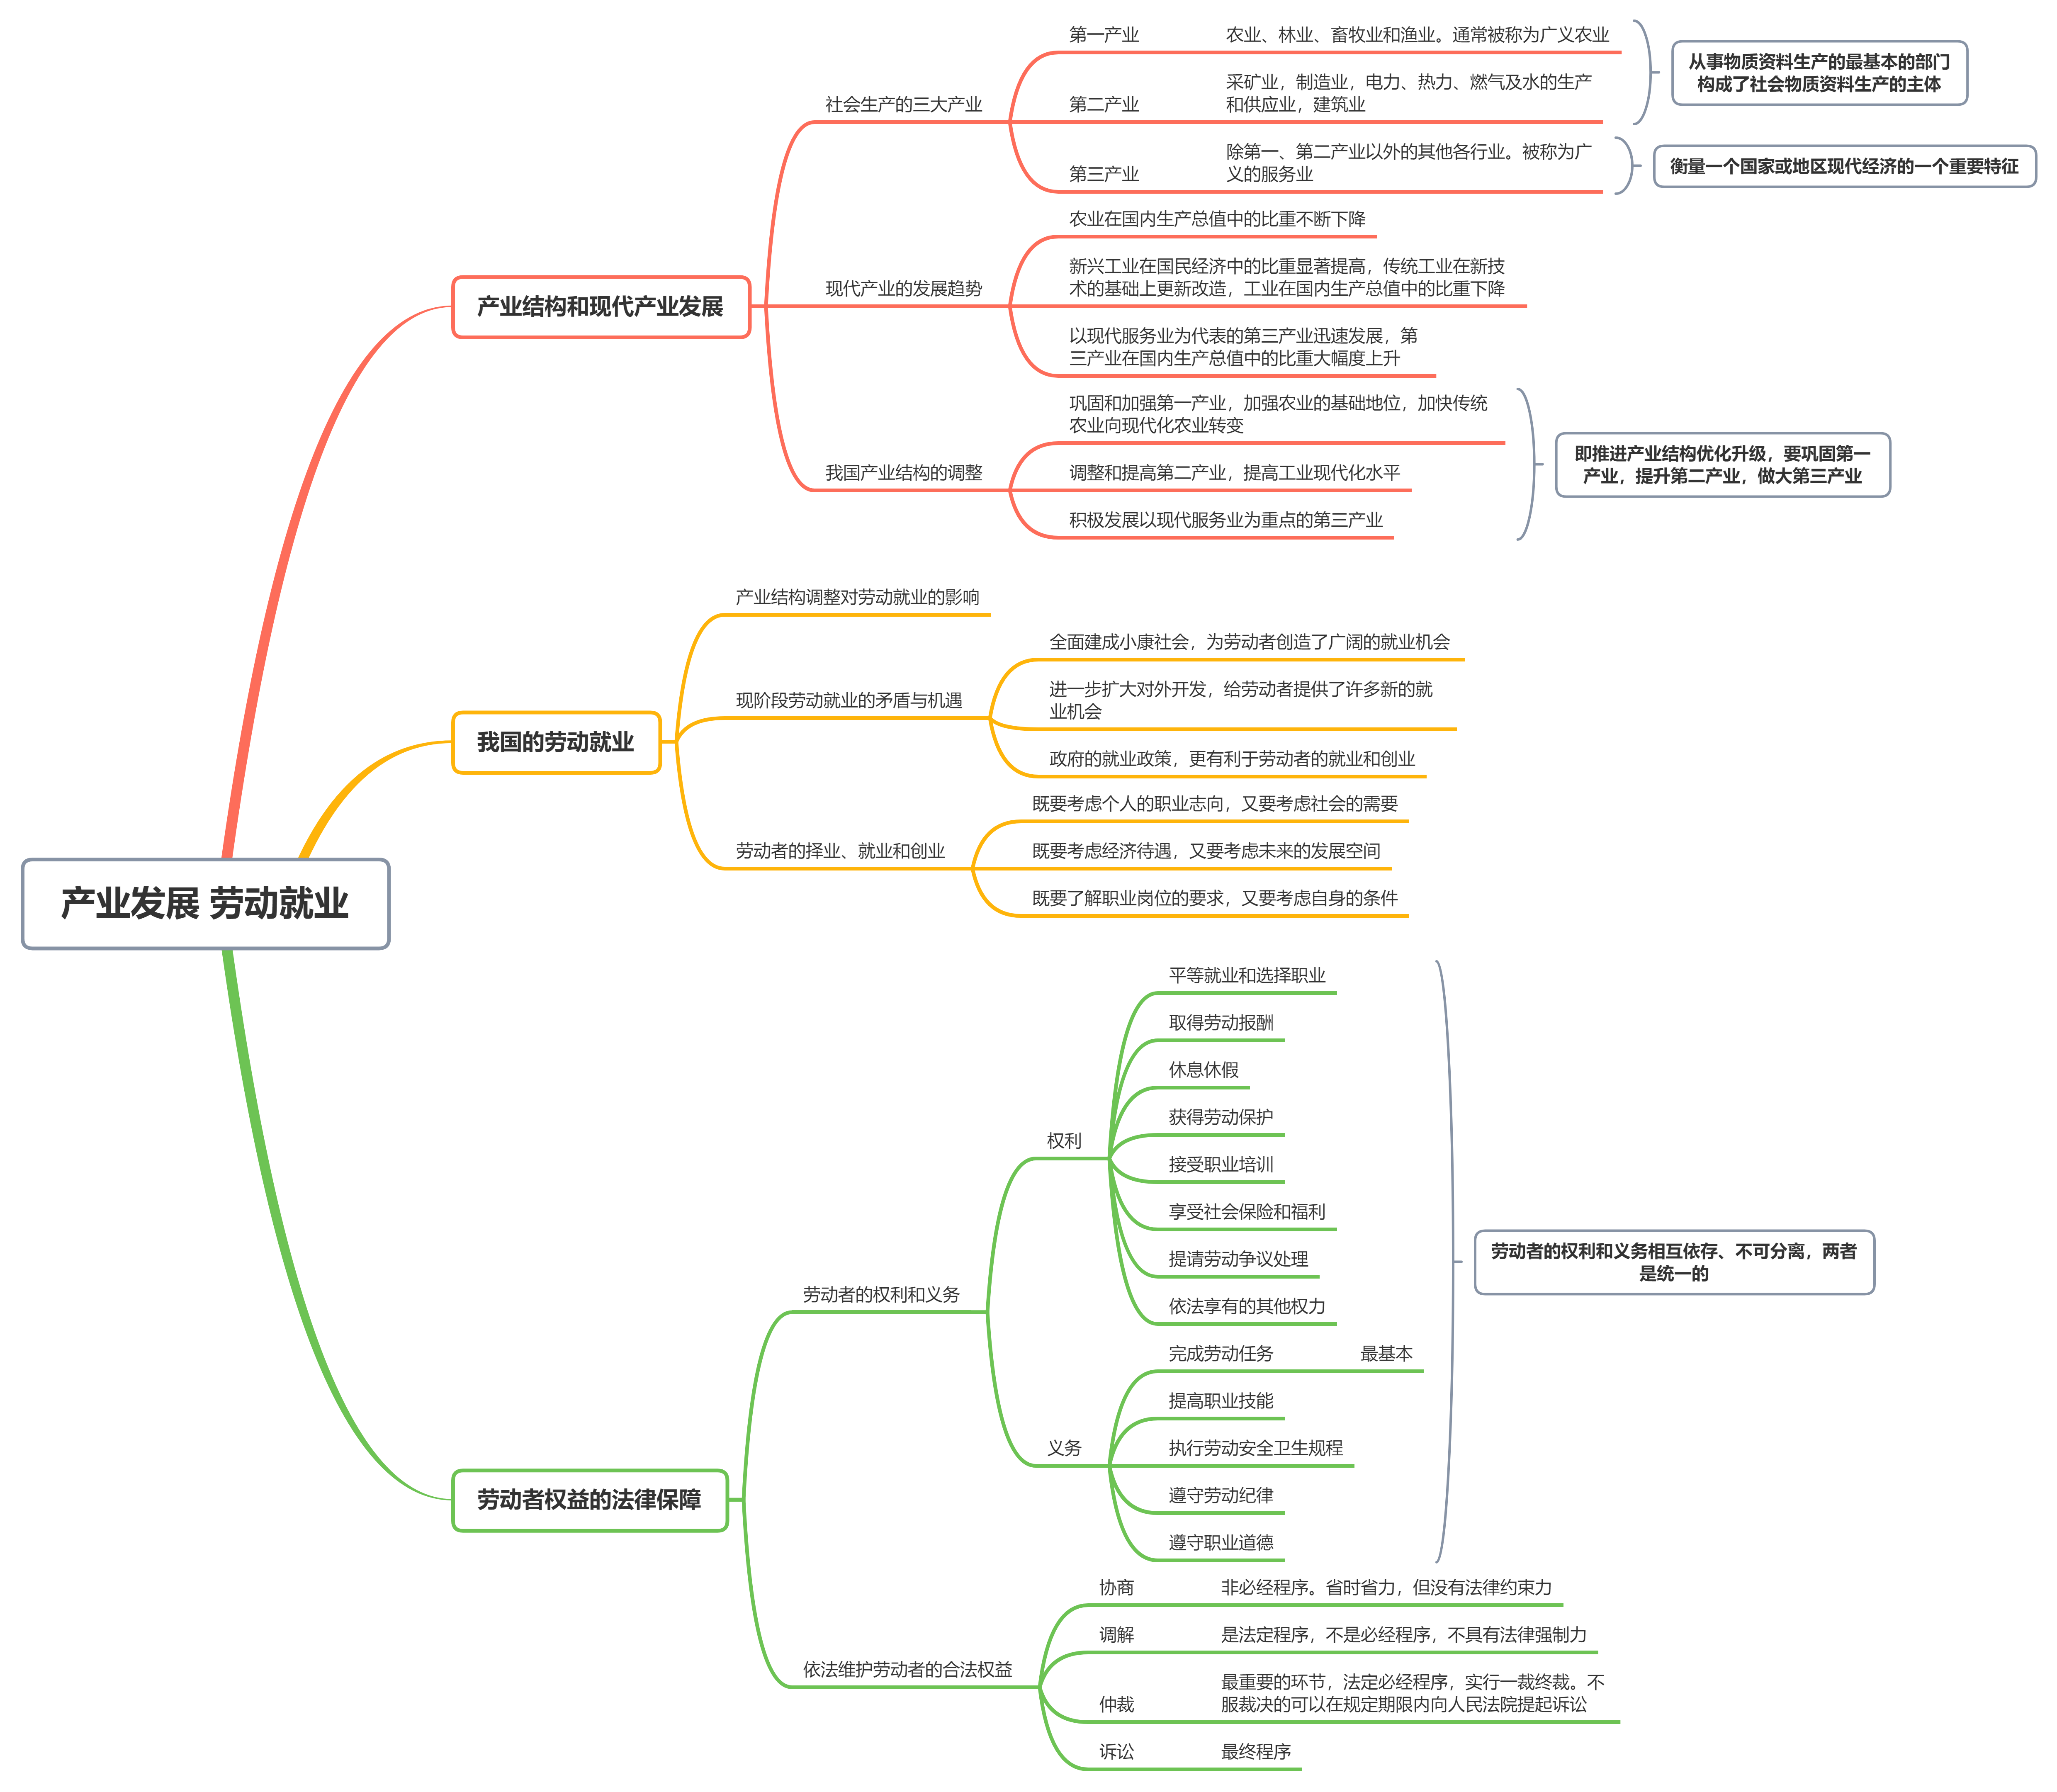 产业发展 劳动就业
产业结构和现代产业发展
社会生产的三大产业
第一产业
农业、林业、畜牧业和渔业。通常被称为广义农业
第二产业
采矿业，制造业，电力、热力、燃气及水的生产
和供应业，建筑业
从事物质资料生产的最基本的部门
构成了社会物质资料生产的主体
第三产业
除第一、第二产业以外的其他各行业。被称为广
义的服务业
衡量一个国家或地区现代经济的一个重要特征
现代产业的发展趋势
农业在国内生产总值中的比重不断下降
新兴工业在国民经济中的比重显著提高，传统工业在新技
术的基础上更新改造，工业在国内生产总值中的比重下降
以现代服务业为代表的第三产业迅速发展，第
三产业在国内生产总值中的比重大幅度上升
我国产业结构的调整
巩固和加强第一产业，加强农业的基础地位，加快传统
农业向现代化农业转变
调整和提高第二产业，提高工业现代化水平
积极发展以现代服务业为重点的第三产业
即推进产业结构优化升级，要巩固第一
产业，提升第二产业，做大第三产业
我国的劳动就业
产业结构调整对劳动就业的影响
现阶段劳动就业的矛盾与机遇
全面建成小康社会，为劳动者创造了广阔的就业机会
进一步扩大对外开发，给劳动者提供了许多新的就
业机会
政府的就业政策，更有利于劳动者的就业和创业
劳动者的择业、就业和创业
既要考虑个人的职业志向，又要考虑社会的需要
既要考虑经济待遇，又要考虑未来的发展空间
既要了解职业岗位的要求，又要考虑自身的条件
劳动者权益的法律保障
劳动者的权利和义务
权利
平等就业和选择职业
取得劳动报酬
休息休假
获得劳动保护
接受职业培训
享受社会保险和福利
提请劳动争议处理
依法享有的其他权力
义务
完成劳动任务
最基本
提高职业技能
执行劳动安全卫生规程
遵守劳动纪律
遵守职业道德
劳动者的权利和义务相互依存、不可分离，两者
是统一的
依法维护劳动者的合法权益
协商
非必经程序。省时省力，但没有法律约束力
调解
是法定程序，不是必经程序，不具有法律强制力
仲裁
最重要的环节，法定必经程序，实行一裁终裁。不
服裁决的可以在规定期限内向人民法院提起诉讼
诉讼
最终程序